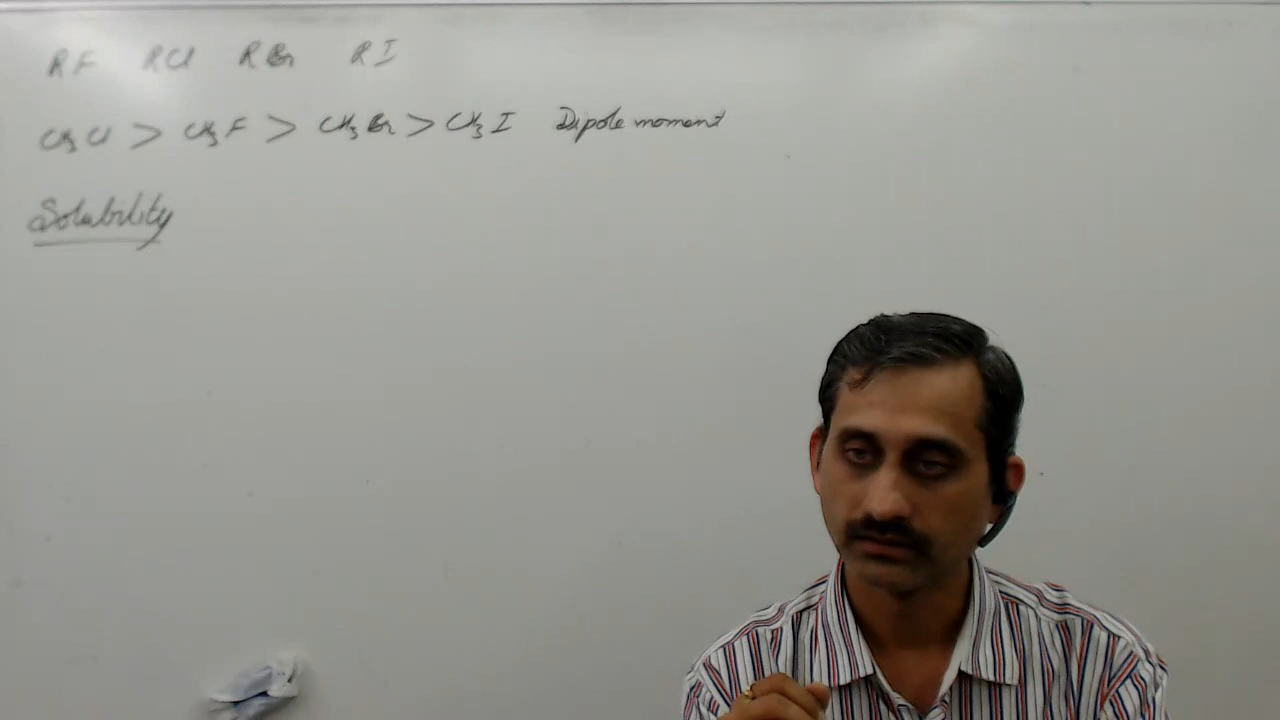 RF RCl RBr RI
CH₃Cl > CH₃F > CH₃Br > CH₃I Dipole moment
Solubility